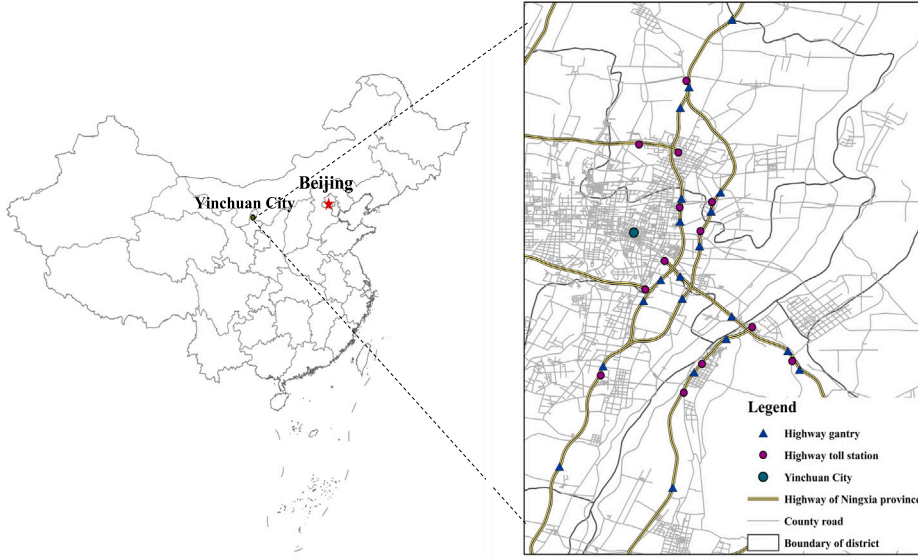 Beijing
Yinchuan City
Legend
Highway gantry
Highway toll station
Yinchuan City
Highway of Ningxia province
County road
Boundary of district